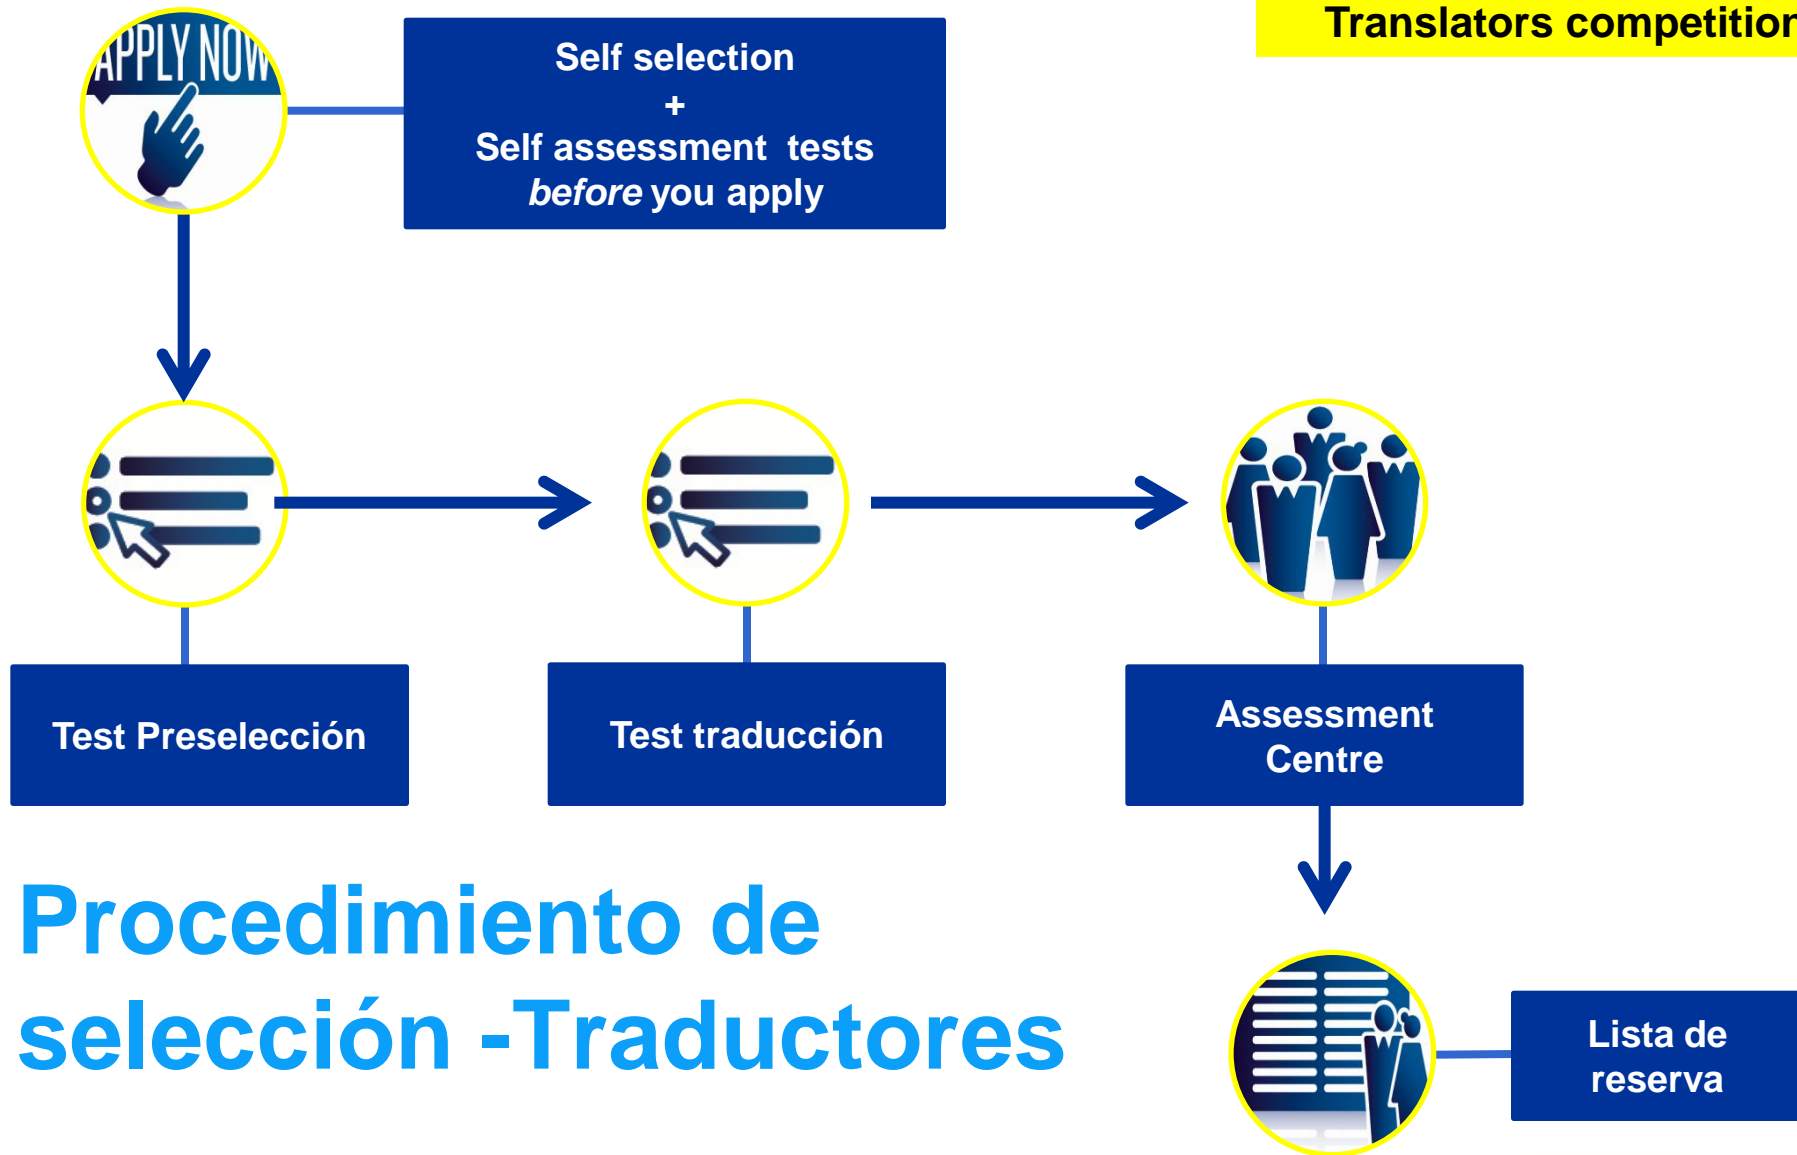 Translators competition
APPLY NOW
Self selection
+
Self assessment tests
before you apply
Test Preselección
Test traducción
Assessment
Centre
Procedimiento de
selección -Traductores
Lista de
reserva